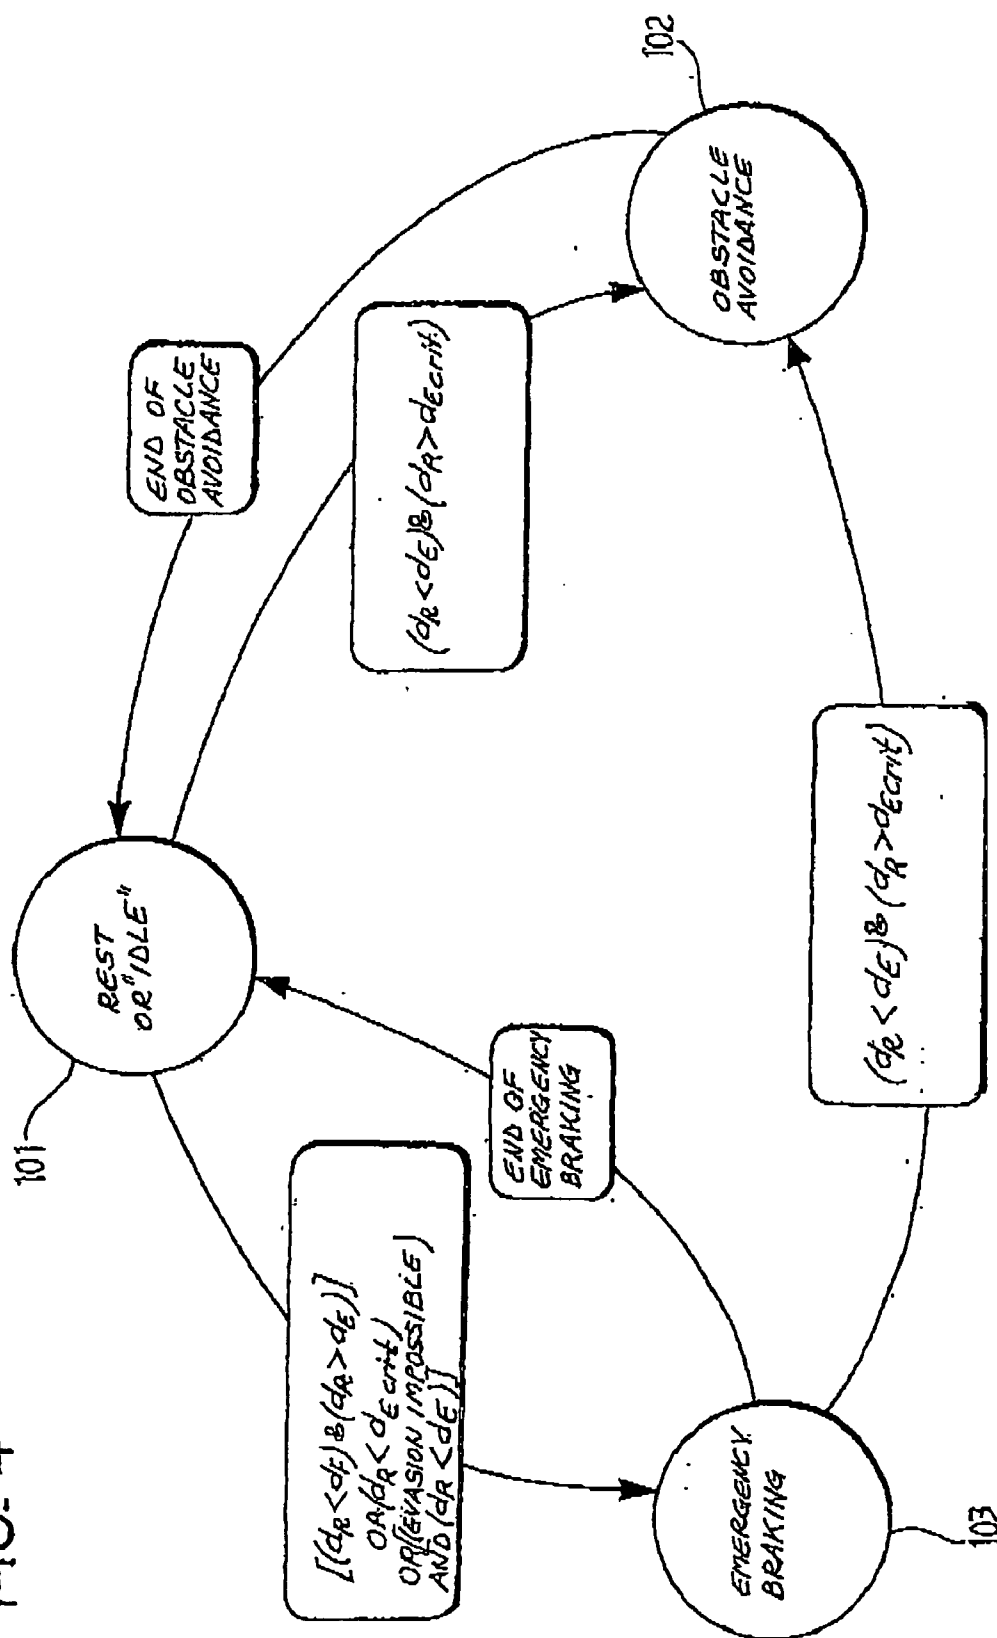 101
REST
OR "IDLE"
END OF
OBSTACLE
AVOIDANCE
102
OBSTACLE
AVOIDANCE
(dR < dE) & (dR > dEcrit)
[(dR < dF) & (dR > dE)]
OR (dR < dEcrit)
OR [(EVASION IMPOSSIBLE)
AND (dR < dE)]
END OF
EMERGENCY
BRAKING
EMERGENCY
BRAKING
103
(dR < dE) & (dR > dEcrit)